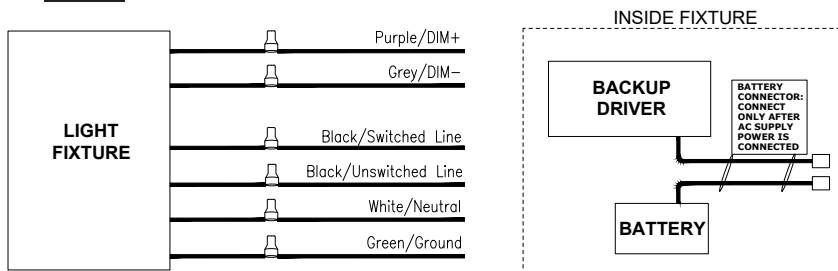 Purple/DIM+
Grey/DIM−
Black/Switched Line
Black/Unswitched Line
White/Neutral
Green/Ground
LIGHT
FIXTURE
INSIDE FIXTURE
BACKUP
DRIVER
BATTERY
CONNECTOR:
CONNECT
ONLY AFTER
AC SUPPLY
POWER IS
CONNECTED
BATTERY